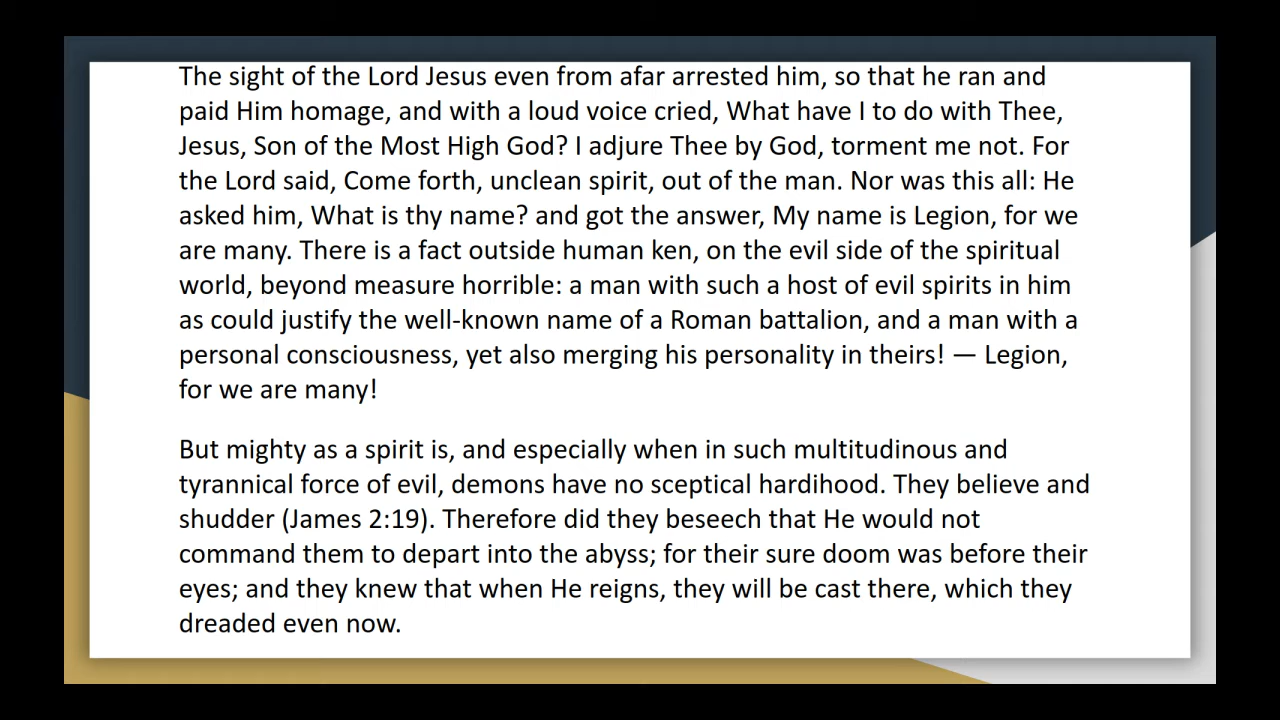 The sight of the Lord Jesus even from afar arrested him, so that he ran and
paid Him homage, and with a loud voice cried, What have I to do with Thee,
Jesus, Son of the Most High God? I adjure Thee by God, torment me not. For
the Lord said, Come forth, unclean spirit, out of the man. Nor was this all: He
asked him, What is thy name? and got the answer, My name is Legion, for we
are many. There is a fact outside human ken, on the evil side of the spiritual
world, beyond measure horrible: a man with such a host of evil spirits in him
as could justify the well-known name of a Roman battalion, and a man with a
personal consciousness, yet also merging his personality in theirs! — Legion,
for we are many!
But mighty as a spirit is, and especially when in such multitudinous and
tyrannical force of evil, demons have no sceptical hardihood. They believe and
shudder (James 2:19). Therefore did they beseech that He would not
command them to depart into the abyss; for their sure doom was before their
eyes; and they knew that when He reigns, they will be cast there, which they
dreaded even now.